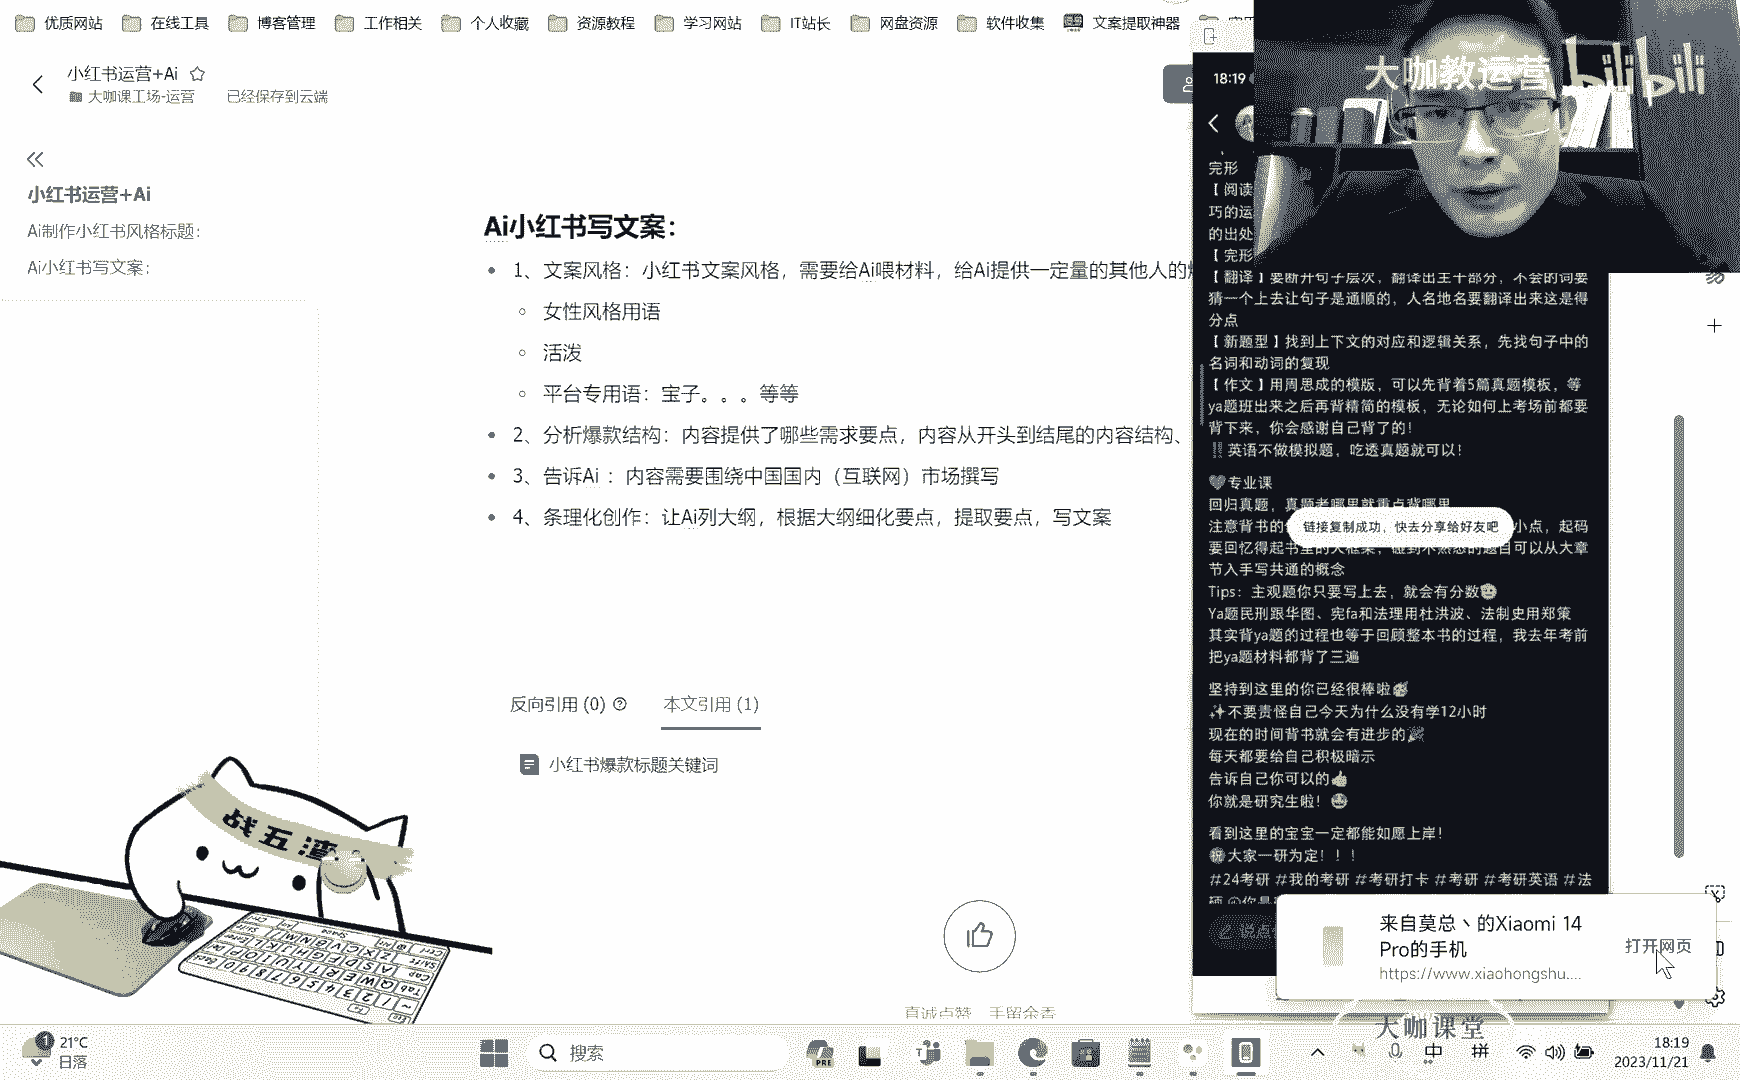 优质网站 在线工具 博客管理 工作相关 个人收藏 资源教程 学习网站 IT站长 网盘资源 软件收集 文案提取神器
小红书运营+Ai
大咖课工场-运营 已经保存到云端
小红书运营+Ai
Ai制作小红书风格标题：
Ai小红书写文案：
Ai小红书写文案：
1、文案风格：小红书文案风格，需要给Ai喂材料，给Ai提供一定量的其他人的
女性风格用语
活泼
平台专用语：宝子。。。等等
2、分析爆款结构：内容提供了哪些需求要点，内容从开头到结尾的内容结构、
3、告诉Ai ：内容需要围绕中国国内（互联网）市场撰写
4、条理化创作：让Ai列大纲，根据大纲细化要点，提取要点，写文案
反向引用 (0) 本文引用 (1)
小红书爆款标题关键词
战五渣
大咖教运营 bilibili
18:19
完形
【阅读
巧的运
的出处
【完形
【翻译】要断开句子层次，翻译出主干部分，不会的词要
猜一个上去让句子是通顺的，人名地名要翻译出来这是得
分点
【新题型】找到上下文的对应和逻辑关系，先找句子中的
名词和动词的复现
【作文】用周思成的模版，可以先背着5篇真题模板，等
ya题班出来之后再背精简的模板，无论如何上考场前都要
背下来，你会感谢自己背了的！
‼️英语不做模拟题，吃透真题就可以！
专业课
回归真题，真题考哪里就重点背哪里
注意背书的 小点，起码
链接复制成功，快去分享给好友吧
要回忆得起书里的大框架，碰到不熟悉的题目可以从大章
节入手写共通的概念
Tips：主观题你只要写上去，就会有分数
Ya题民刑跟华图、宪fa和法理用杜洪波、法制史用郑策
其实背ya题的过程也等于回顾整本书的过程，我去年考前
把ya题材料都背了三遍
坚持到这里的你已经很棒啦
✨不要责怪自己今天为什么没有学12小时
现在的时间背书就会有进步的🎉
每天都要给自己积极暗示
告诉自己你可以的👍
你就是研究生啦！
看到这里的宝宝一定都能如愿上岸！
㊗️大家一研为定！！！
#24考研 #我的考研 #考研打卡 #考研 #考研英语 #法
来自莫总丶的Xiaomi 14
Pro的手机
打开网页
https://www.xiaohongshu....
真诚点赞 手留余香
大咖课堂
21°C
日落
搜索
中 拼
18:19
2023/11/21